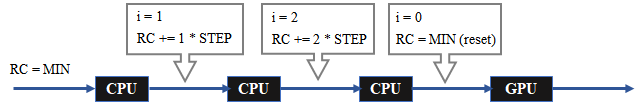 i = 1
RC += 1 * STEP
i = 2
RC += 2 * STEP
i = 0
RC = MIN (reset)
RC = MIN
CPU
CPU
CPU
GPU